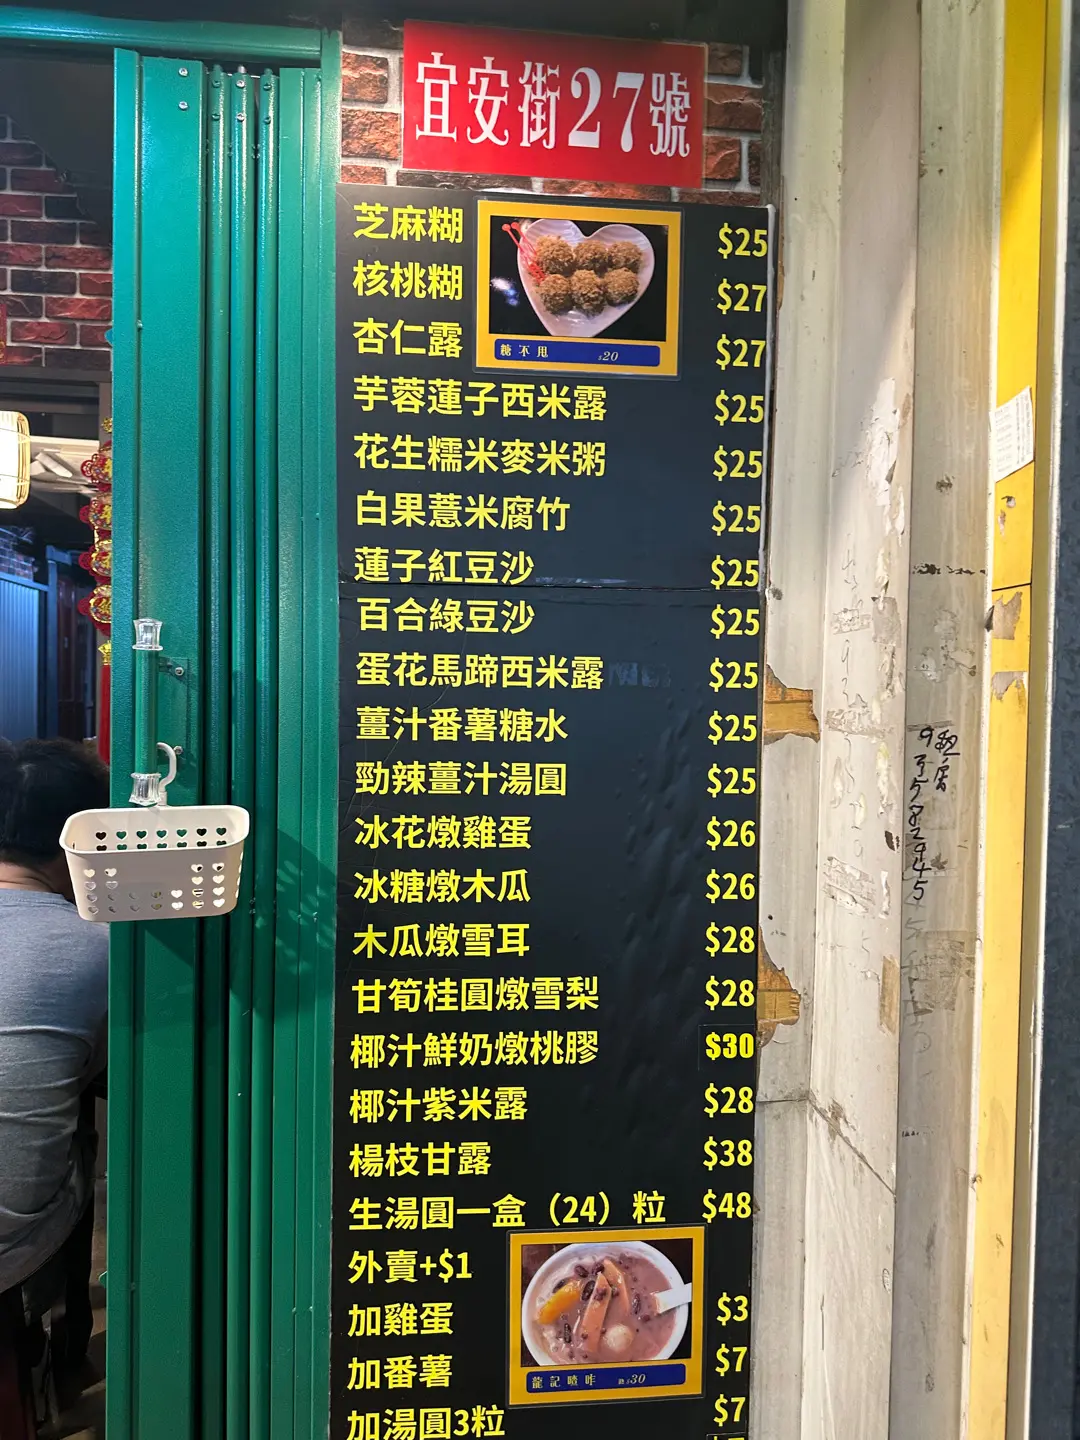 宜安街27號
芝麻糊 $25
核桃糊 $27
杏仁露 $27
糖不甩 $20
芋蓉蓮子西米露 $25
花生糯米麥米粥 $25
白果薏米腐竹 $25
蓮子紅豆沙 $25
百合綠豆沙 $25
蛋花馬蹄西米露 $25
薑汁番薯糖水 $25
勁辣薑汁湯圓 $25
冰花燉雞蛋 $26
冰糖燉木瓜 $26
木瓜燉雪耳 $28
甘筍桂圓燉雪梨 $28
椰汁鮮奶燉桃膠 $30
椰汁紫米露 $28
楊枝甘露 $38
生湯圓一盒（24）粒 $48
外賣+$1
加雞蛋 $3
加番薯 $7
加湯圓3粒 $7
龍記喳咋 $30